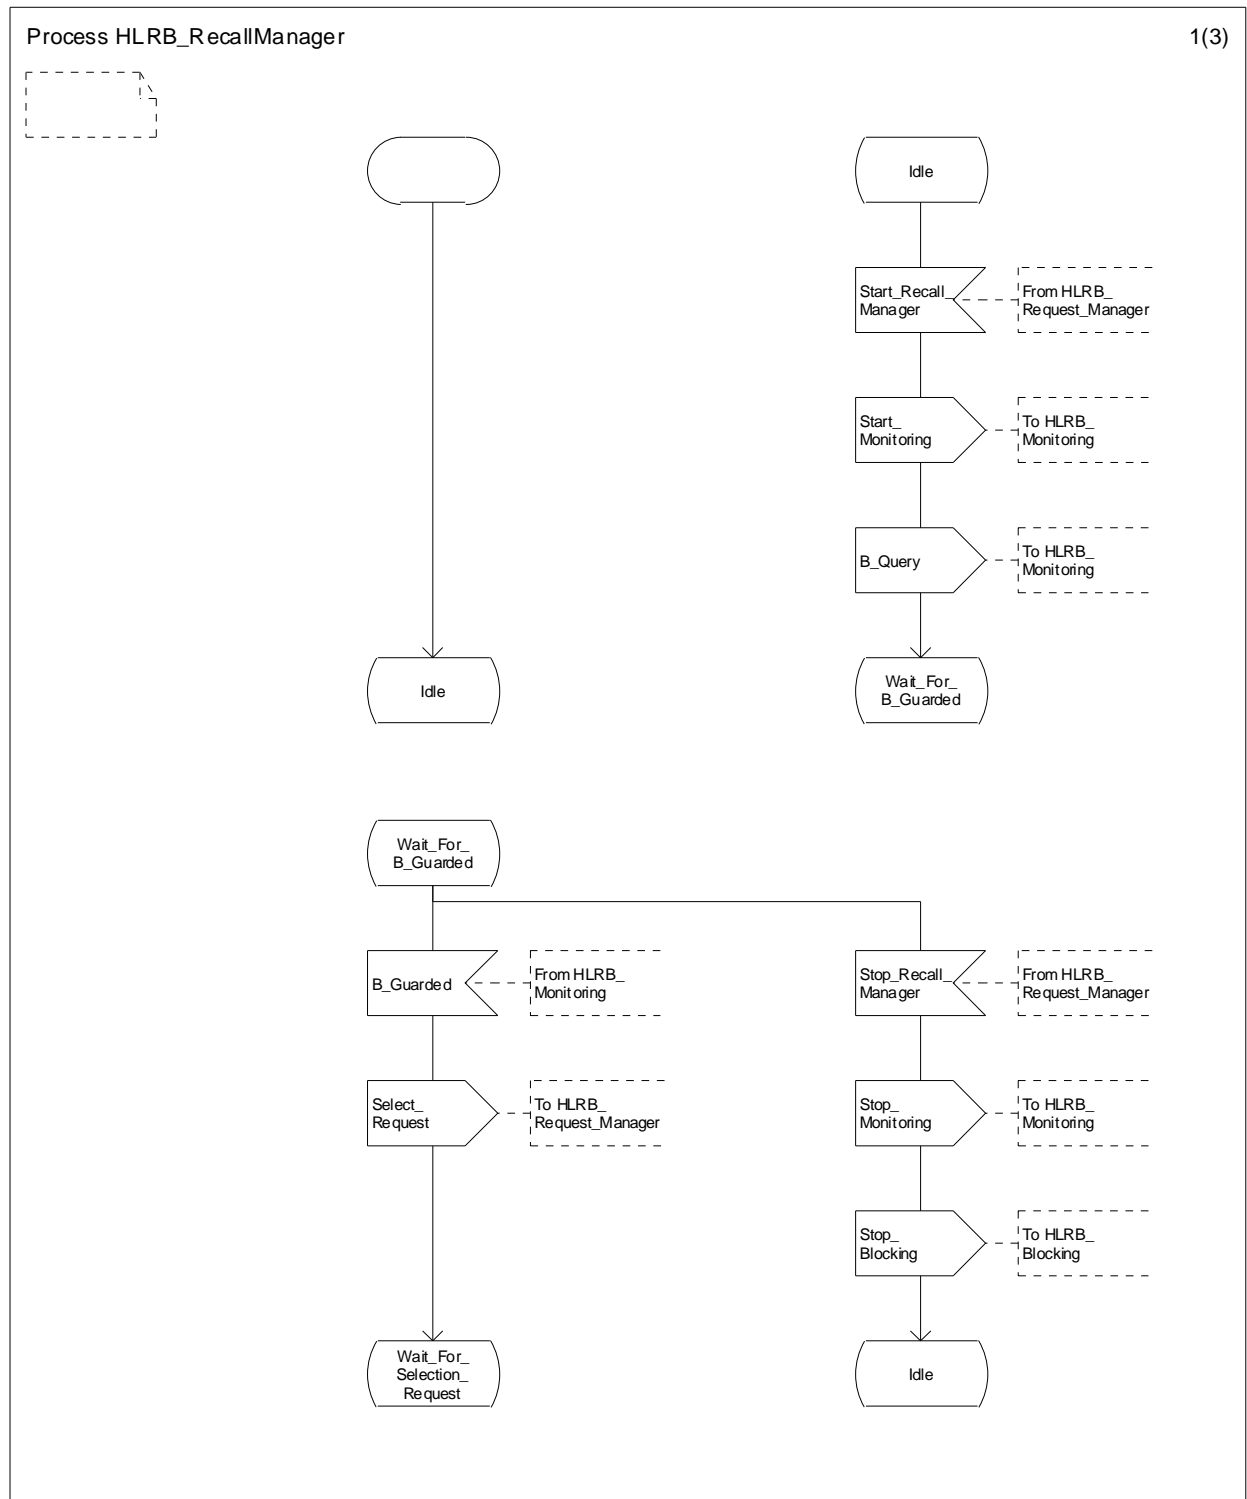 Process HLRB_RecallManager
1(3)
Idle
Start_Recall_
Manager
From HLRB_
Request_Manager
Start_
Monitoring
To HLRB_
Monitoring
B_Query
To HLRB_
Monitoring
Idle
Wait_For_
B_Guarded
Wait_For_
B_Guarded
B_Guarded
From HLRB_
Monitoring
Stop_Recall_
Manager
From HLRB_
Request_Manager
Select_
Request
To HLRB_
Request_Manager
Stop_
Monitoring
To HLRB_
Monitoring
Stop_
Blocking
To HLRB_
Blocking
Wait_For_
Selection_
Request
Idle